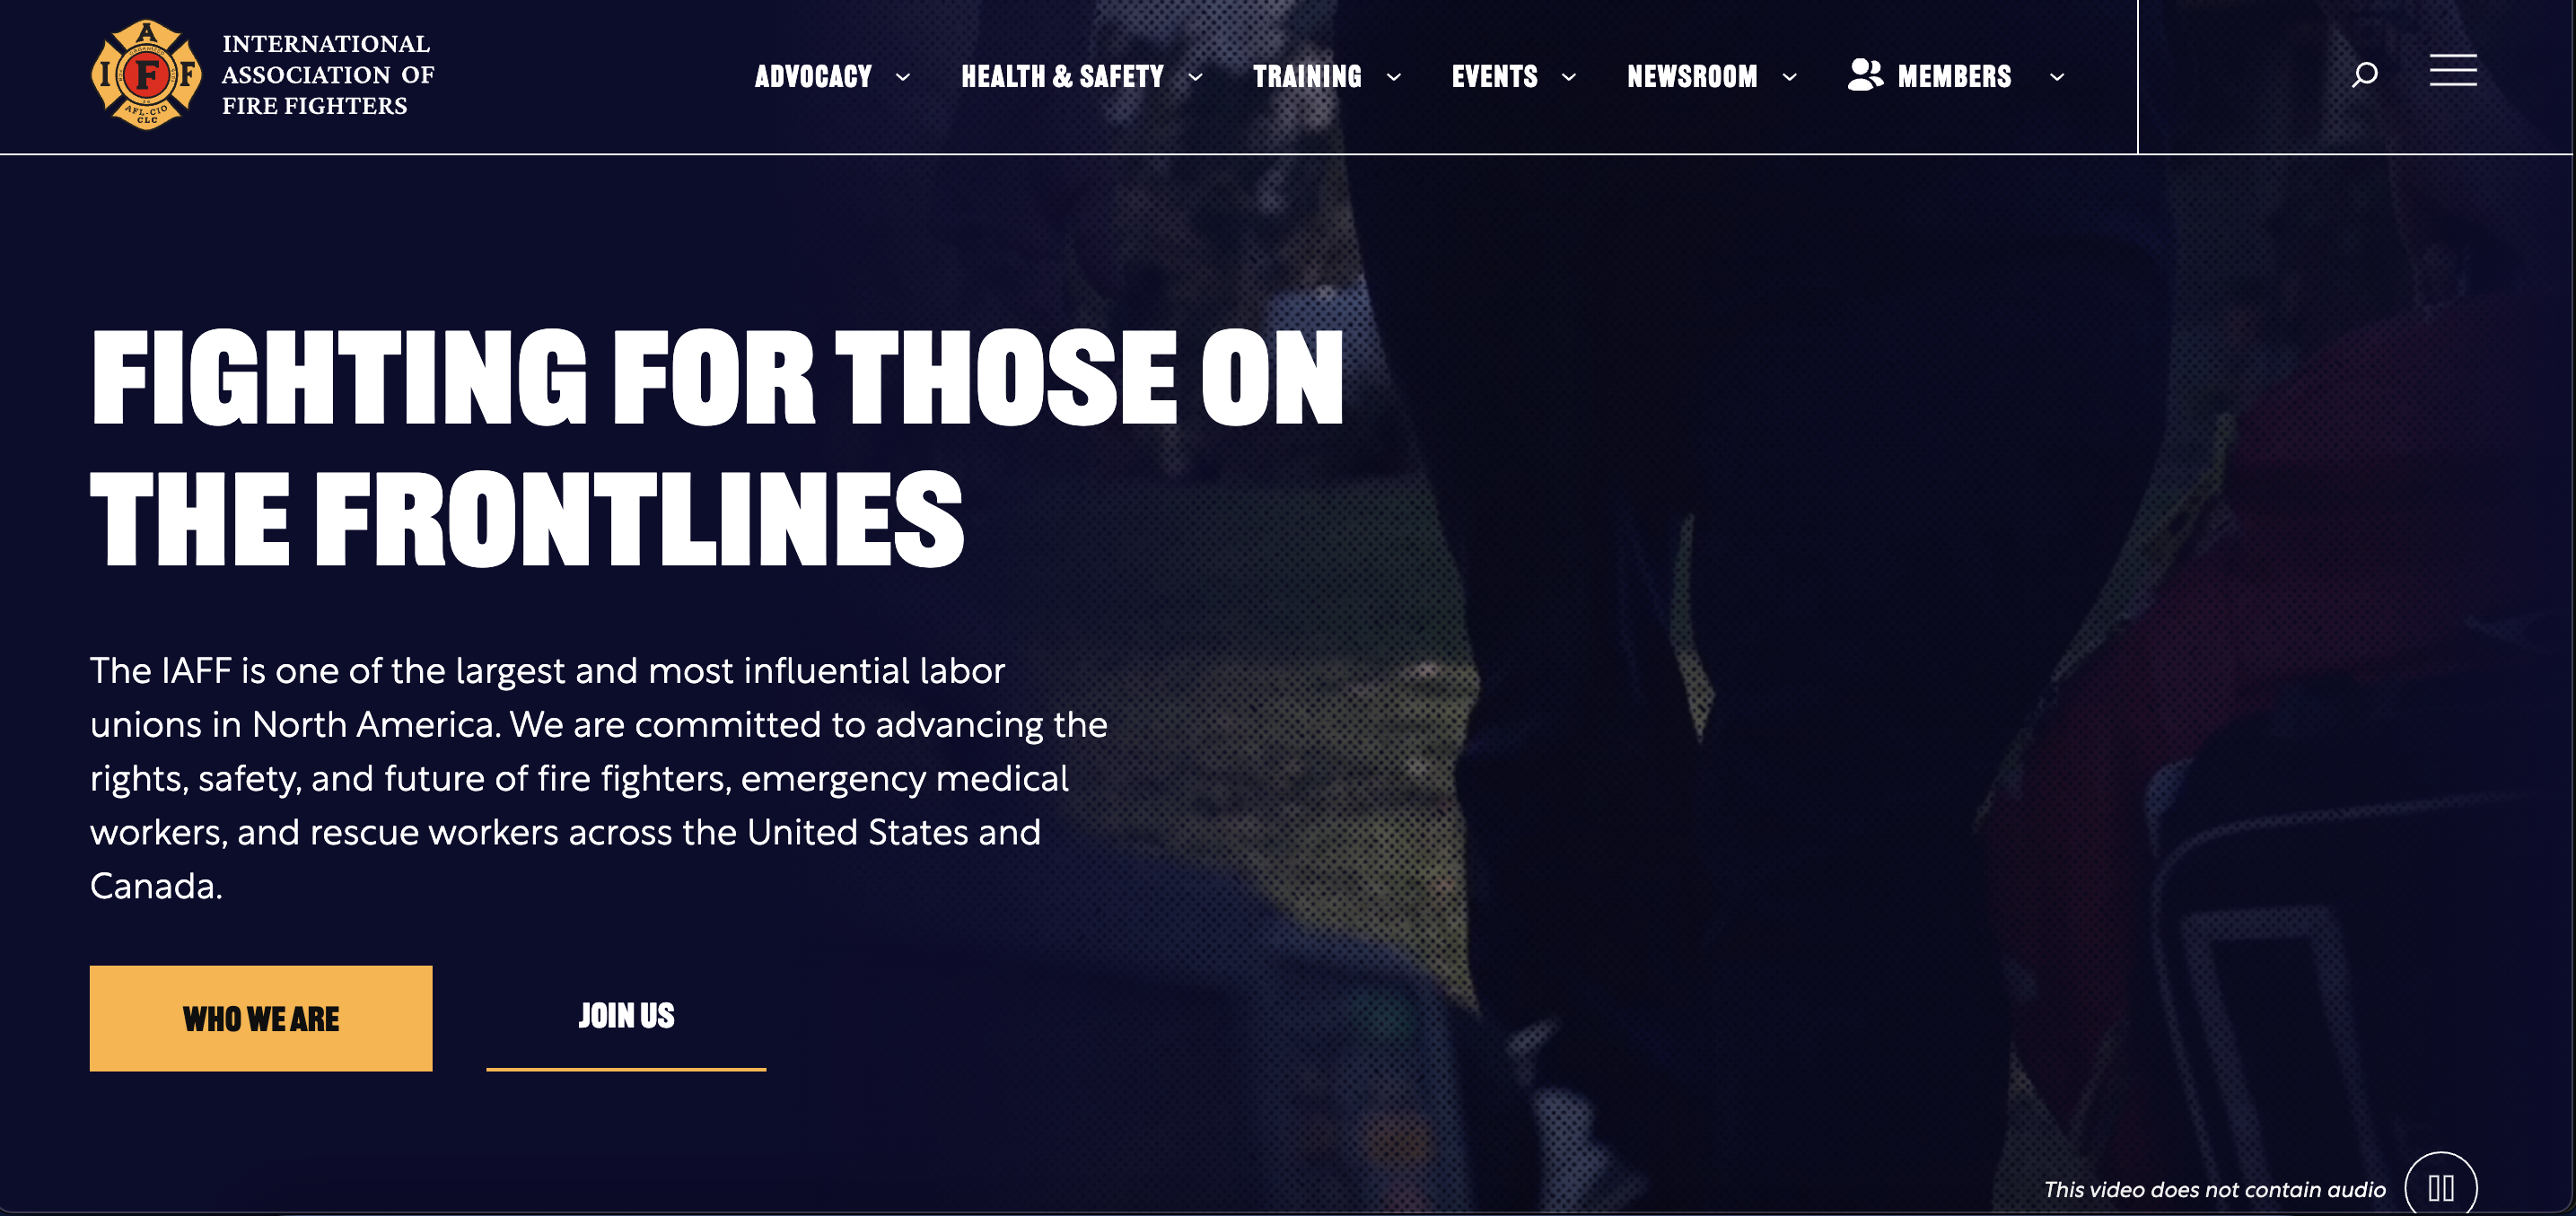 INTERNATIONAL
ASSOCIATION OF
FIRE FIGHTERS
I A F F
F
AFL-CIO
CLC
ADVOCACY
HEALTH & SAFETY
TRAINING
EVENTS
NEWSROOM
MEMBERS
FIGHTING FOR THOSE ON
THE FRONTLINES
The IAFF is one of the largest and most influential labor
unions in North America. We are committed to advancing the
rights, safety, and future of fire fighters, emergency medical
workers, and rescue workers across the United States and
Canada.
WHO WE ARE
JOIN US
This video does not contain audio